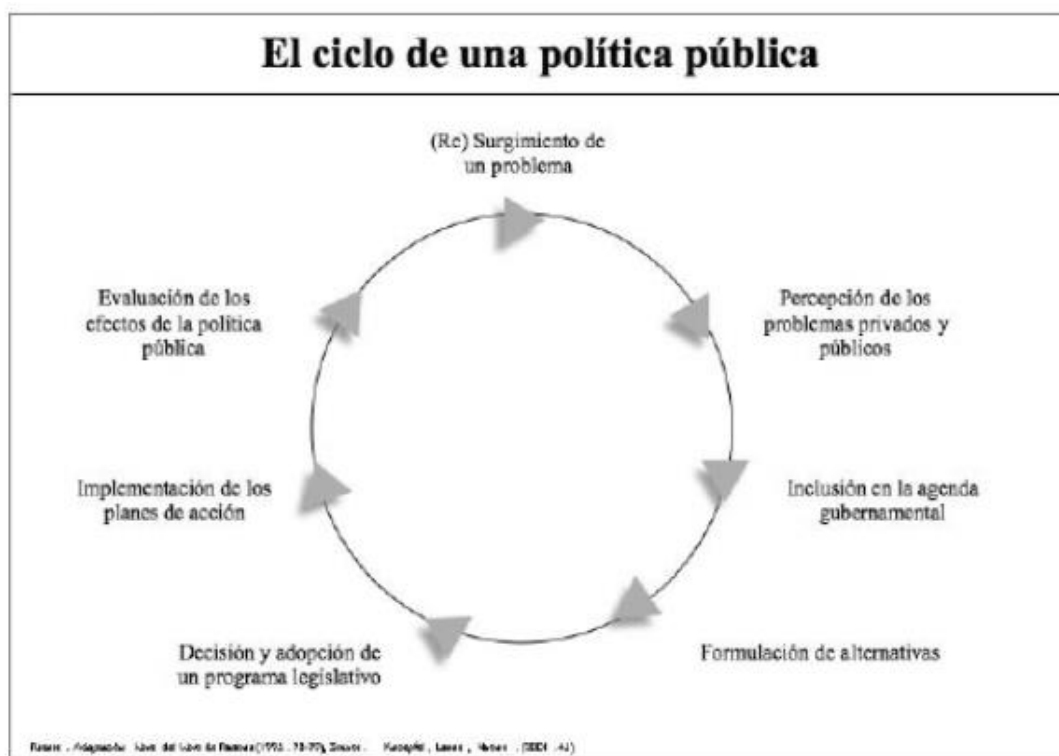 El ciclo de una política pública
(Re) Surgimiento de
un problema
Percepción de los
problemas privados y
públicos
Inclusión en la agenda
gubernamental
Formulación de alternativas
Decisión y adopción de
un programa legislativo
Implementación de los
planes de acción
Evaluación de los
efectos de la política
pública